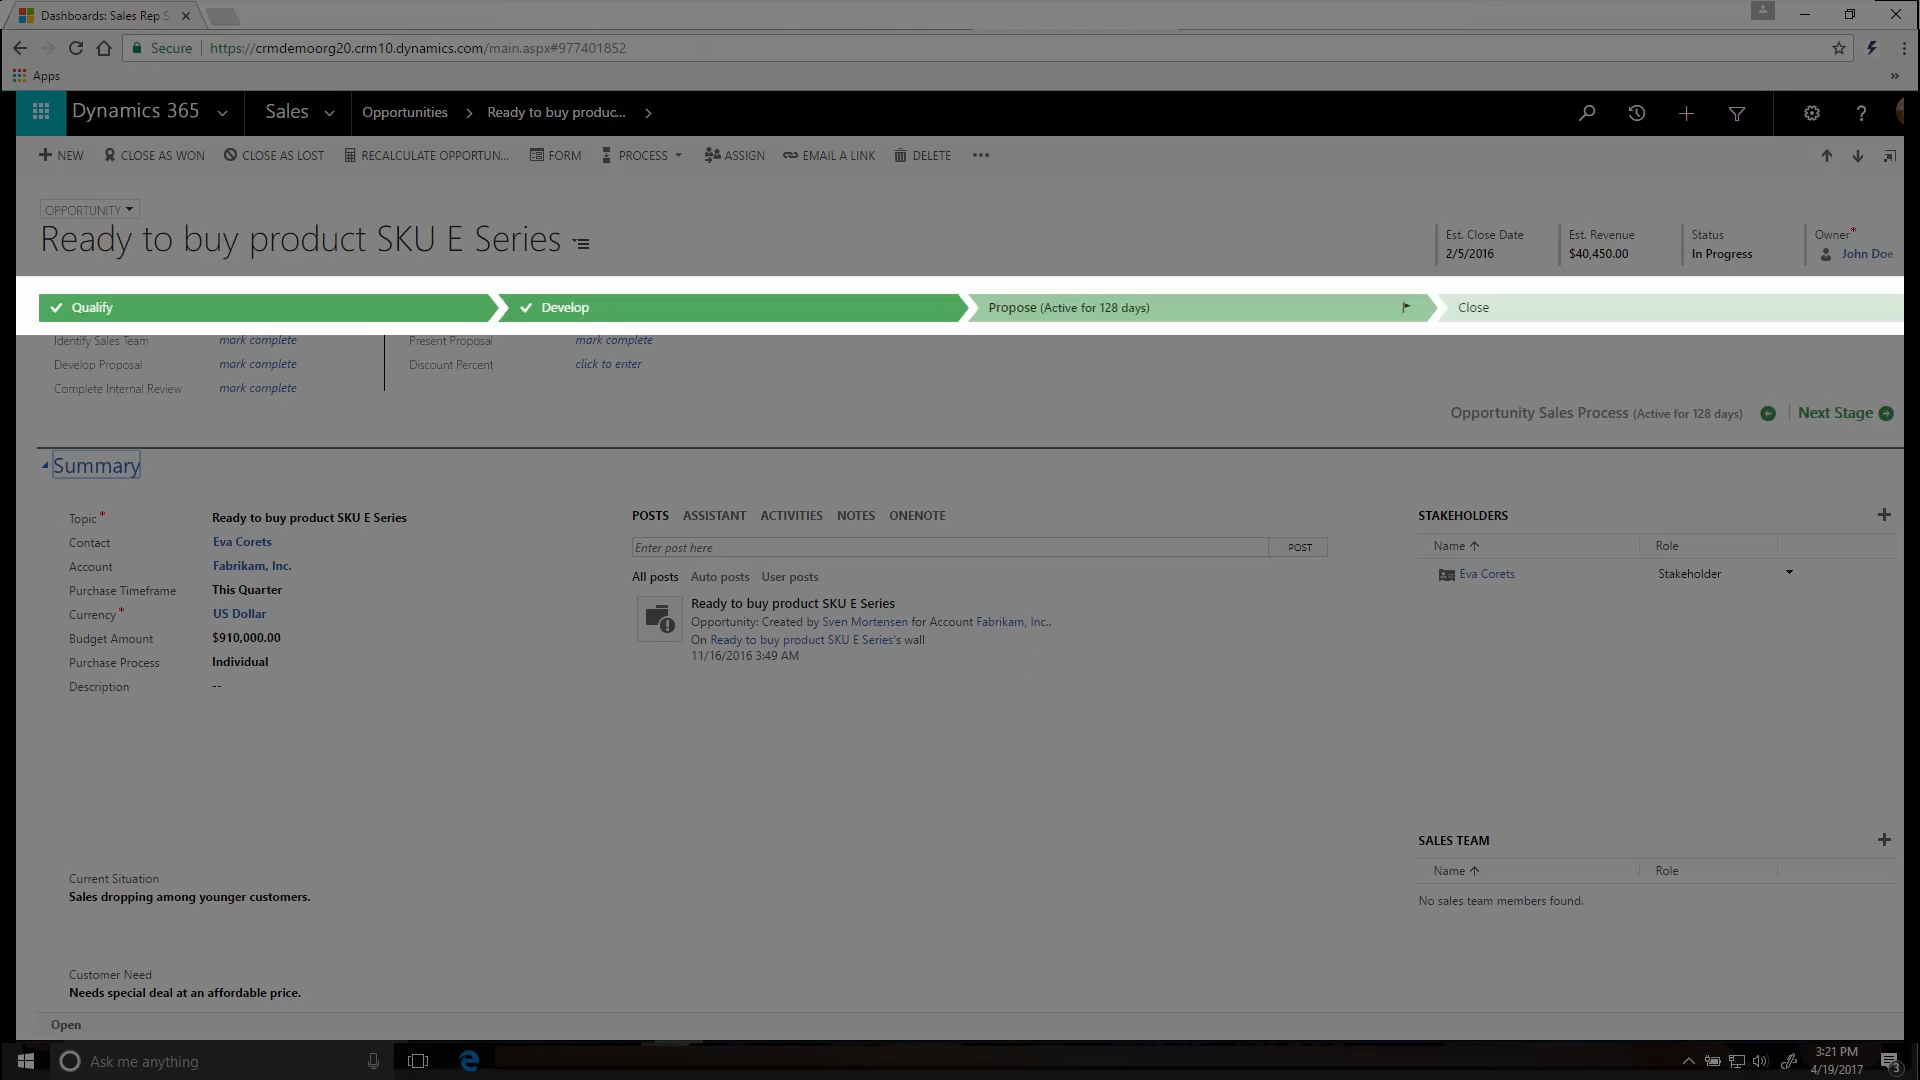 Dashboards: Sales Rep
Secure
https://crmdemoorg20.crm10.dynamics.com/main.aspx#977401852
Apps
»
Dynamics 365
Sales
Opportunities
Ready to buy produc...
?
NEW
CLOSE AS WON
CLOSE AS LOST
RECALCULATE OPPORTUN...
FORM
PROCESS
ASSIGN
EMAIL A LINK
DELETE
OPPORTUNITY
Ready to buy product SKU E Series
Est. Close Date
2/5/2016
Est. Revenue
$40,450.00
Status
In Progress
Owner*
John Doe
Qualify
Develop
Propose (Active for 128 days)
Close
Identify Sales Team mark complete
Develop Proposal mark complete
Complete Internal Review mark complete
Present Proposal mark complete
Discount Percent click to enter
Opportunity Sales Process (Active for 128 days)
Next Stage
Summary
Topic* Ready to buy product SKU E Series
Contact Eva Corets
Account Fabrikam, Inc.
Purchase Timeframe This Quarter
Currency* US Dollar
Budget Amount $910,000.00
Purchase Process Individual
Description --
Current Situation
Sales dropping among younger customers.
Customer Need
Needs special deal at an affordable price.
POSTS ASSISTANT ACTIVITIES NOTES ONENOTE
Enter post here POST
All posts Auto posts User posts
Ready to buy product SKU E Series
Opportunity: Created by Sven Mortensen for Account Fabrikam, Inc..
On Ready to buy product SKU E Series's wall
11/16/2016 3:49 AM
STAKEHOLDERS
Name Role
Eva Corets Stakeholder
SALES TEAM
Name Role
No sales team members found.
Open
Ask me anything
3:21 PM
4/19/2017
3